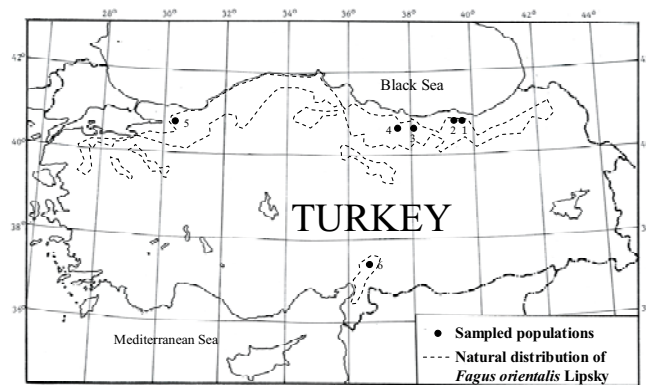 28° 30° 32° 34° 36° 38° 40° 42° 44°
42°
Black Sea
5
4 3 2 1
40°
TURKEY
38°
6
36°
Mediterranean Sea
Sampled populations
Natural distribution of
Fagus orientalis Lipsky